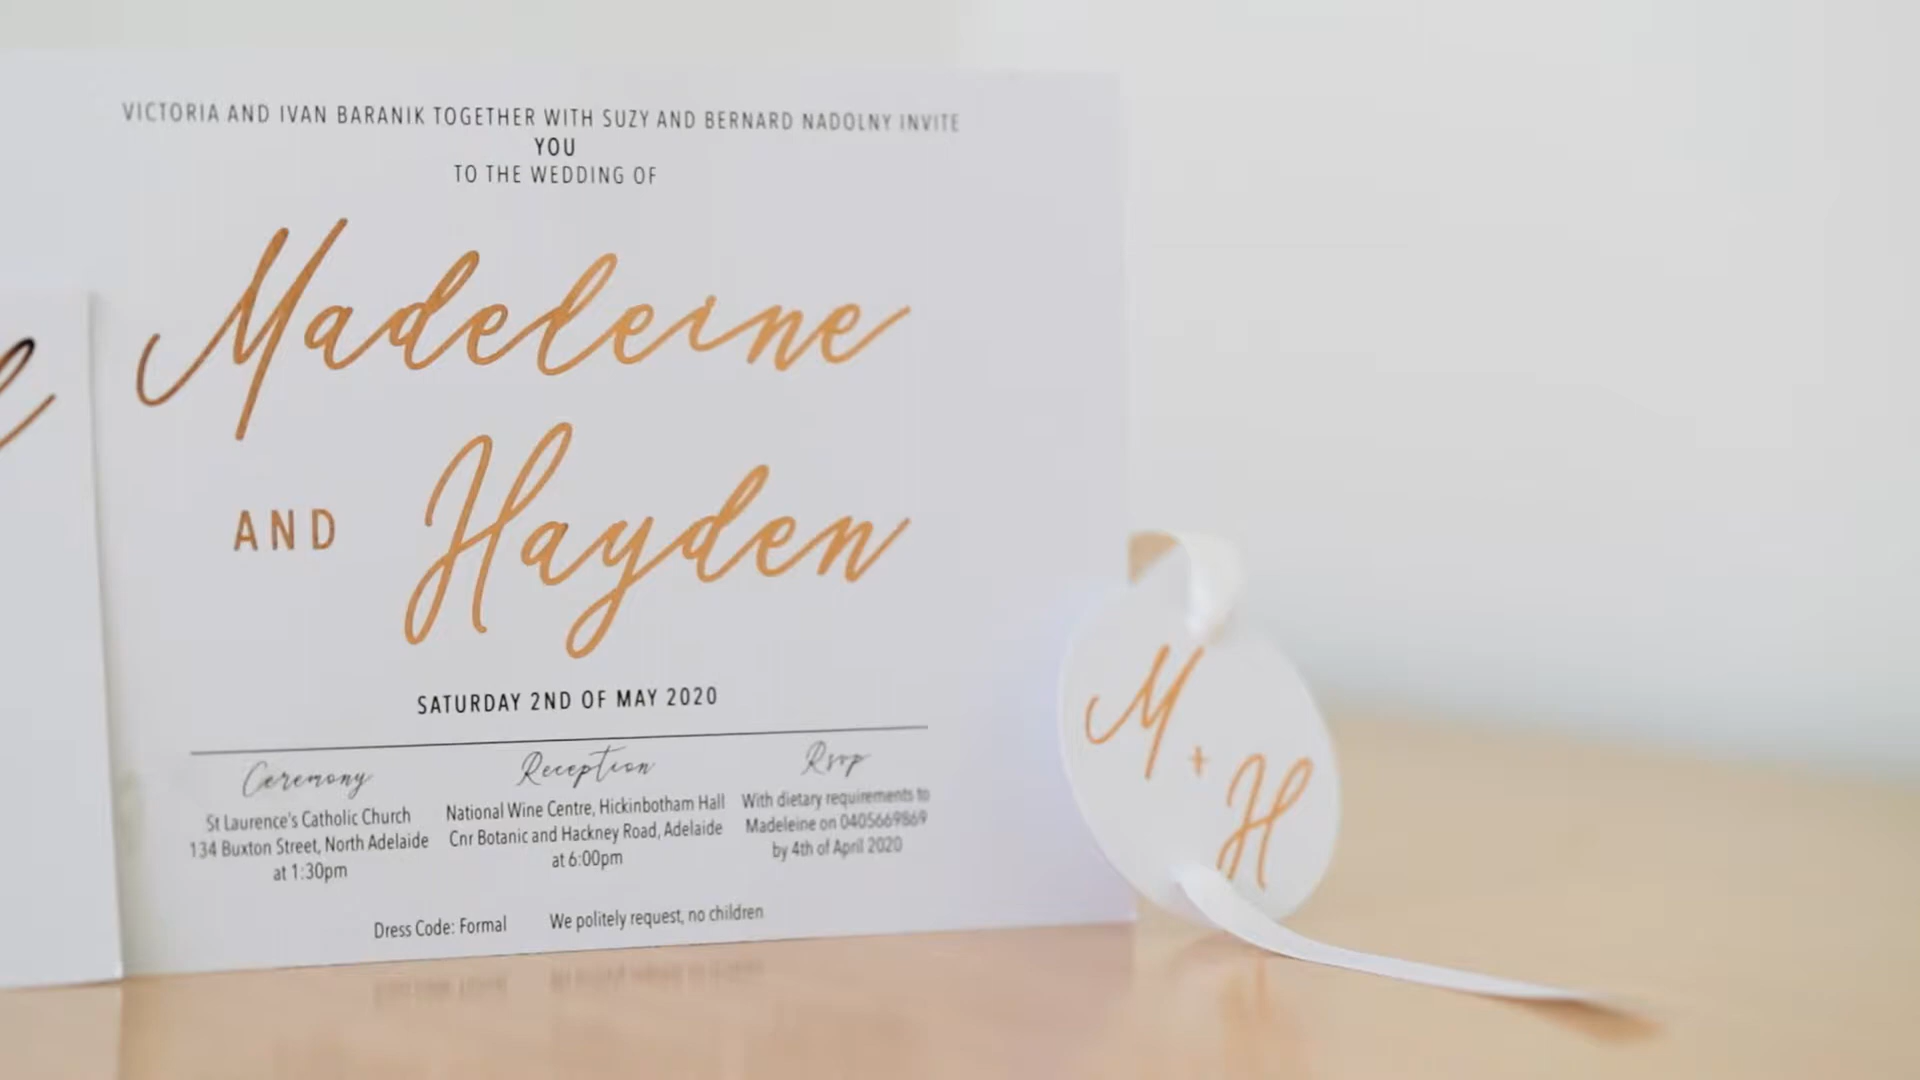 VICTORIA AND IVAN BARANIK TOGETHER WITH SUZY AND BERNARD NADOLNY INVITE
YOU
TO THE WEDDING OF
Madeleine
AND Hayden
SATURDAY 2ND OF MAY 2020
Ceremony
St Laurence's Catholic Church
134 Buxton Street, North Adelaide
at 1:30pm
Reception
National Wine Centre, Hickinbotham Hall
Cnr Botanic and Hackney Road, Adelaide
at 6:00pm
Rsvp
With dietary requirements to
Madeleine on 0405669869
by 4th of April 2020
Dress Code: Formal
We politely request, no children
M
+
H